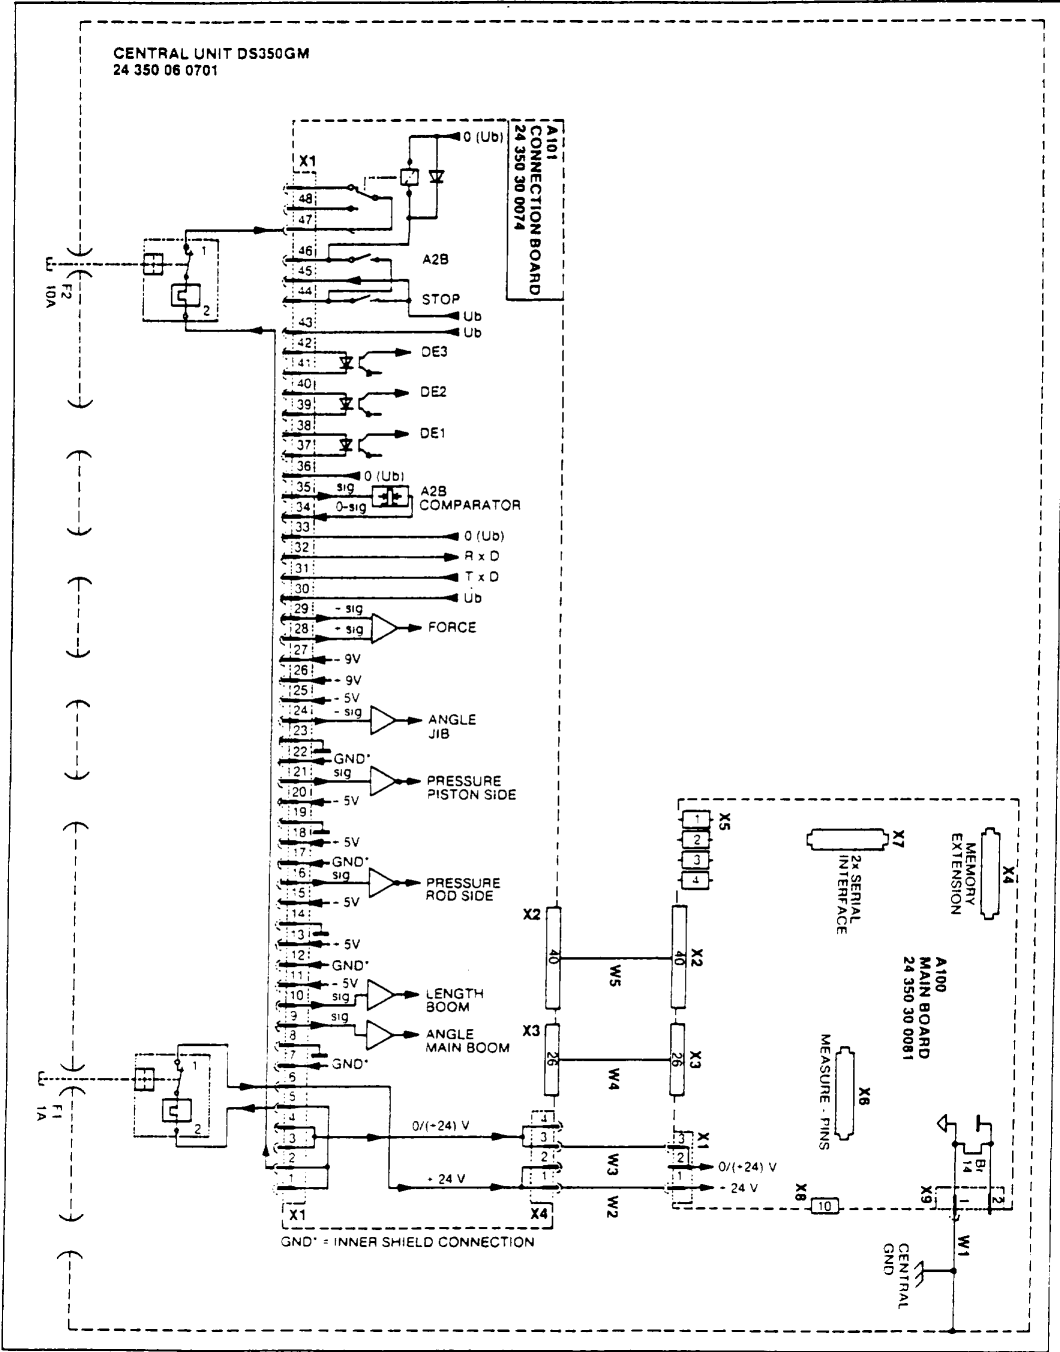 CENTRAL UNIT DS350GM
24 350 06 0701
A101
CONNECTION BOARD
24 350 30 0074
X1
0 (Ub)
48
47
46
A2B
45
44
STOP
Ub
43
Ub
42
DE3
41
40
DE2
39
38
DE1
37
36
0 (Ub)
35
sig
A2B
COMPARATOR
34
0-sig
33
0 (Ub)
32
R x D
31
T x D
30
Ub
29
- sig
28
- sig
FORCE
27
- 9V
26
- 9V
25
- 5V
24
- sig
ANGLE
JIB
23
22
GND*
21
sig
PRESSURE
PISTON SIDE
20
- 5V
19
18
- 5V
17
GND*
16
sig
PRESSURE
ROD SIDE
15
- 5V
14
13
+ 5V
12
GND*
11
- 5V
10
sig
LENGTH
BOOM
9
sig
ANGLE
MAIN BOOM
8
7
GND*
6
5
4
3
2
1
X1
0/(+24) V
+ 24 V
GND* = INNER SHIELD CONNECTION
1
2
F2
10A
1
2
F1
1A
X2
40
W5
40
X2
X3
26
W4
26
X3
4
3
2
1
X4
W3
W2
X1
3
2
1
0/(+24) V
- 24 V
X5
1
2
3
4
X7
2x SERIAL
INTERFACE
X4
MEMORY
EXTENSION
A100
MAIN BOARD
24 350 30 0081
X6
MEASURE - PINS
X8
10
Br
14
X9
1
2
W1
CENTRAL
GND